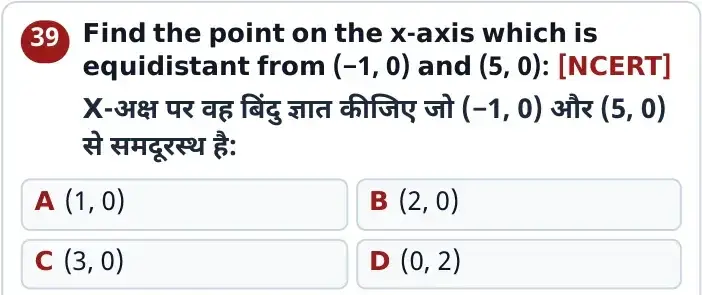 39 Find the point on the x-axis which is
equidistant from (−1, 0) and (5, 0): [NCERT]
X-अक्ष पर वह बिंदु ज्ञात कीजिए जो (−1, 0) और (5, 0)
से समदूरस्थ है:
A (1, 0) B (2, 0)
C (3, 0) D (0, 2)